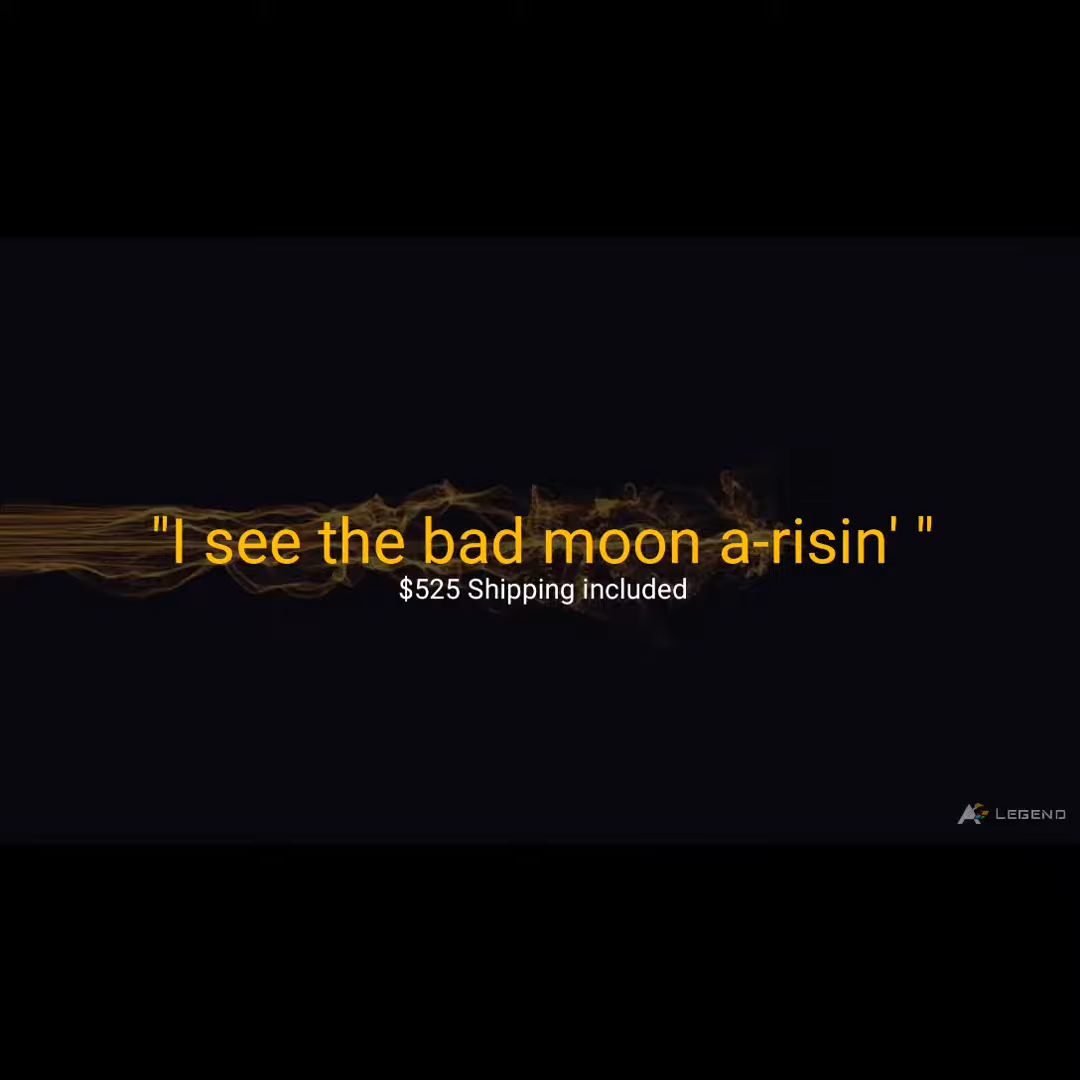 "I see the bad moon a-risin' "
$525 Shipping included
LEGEND